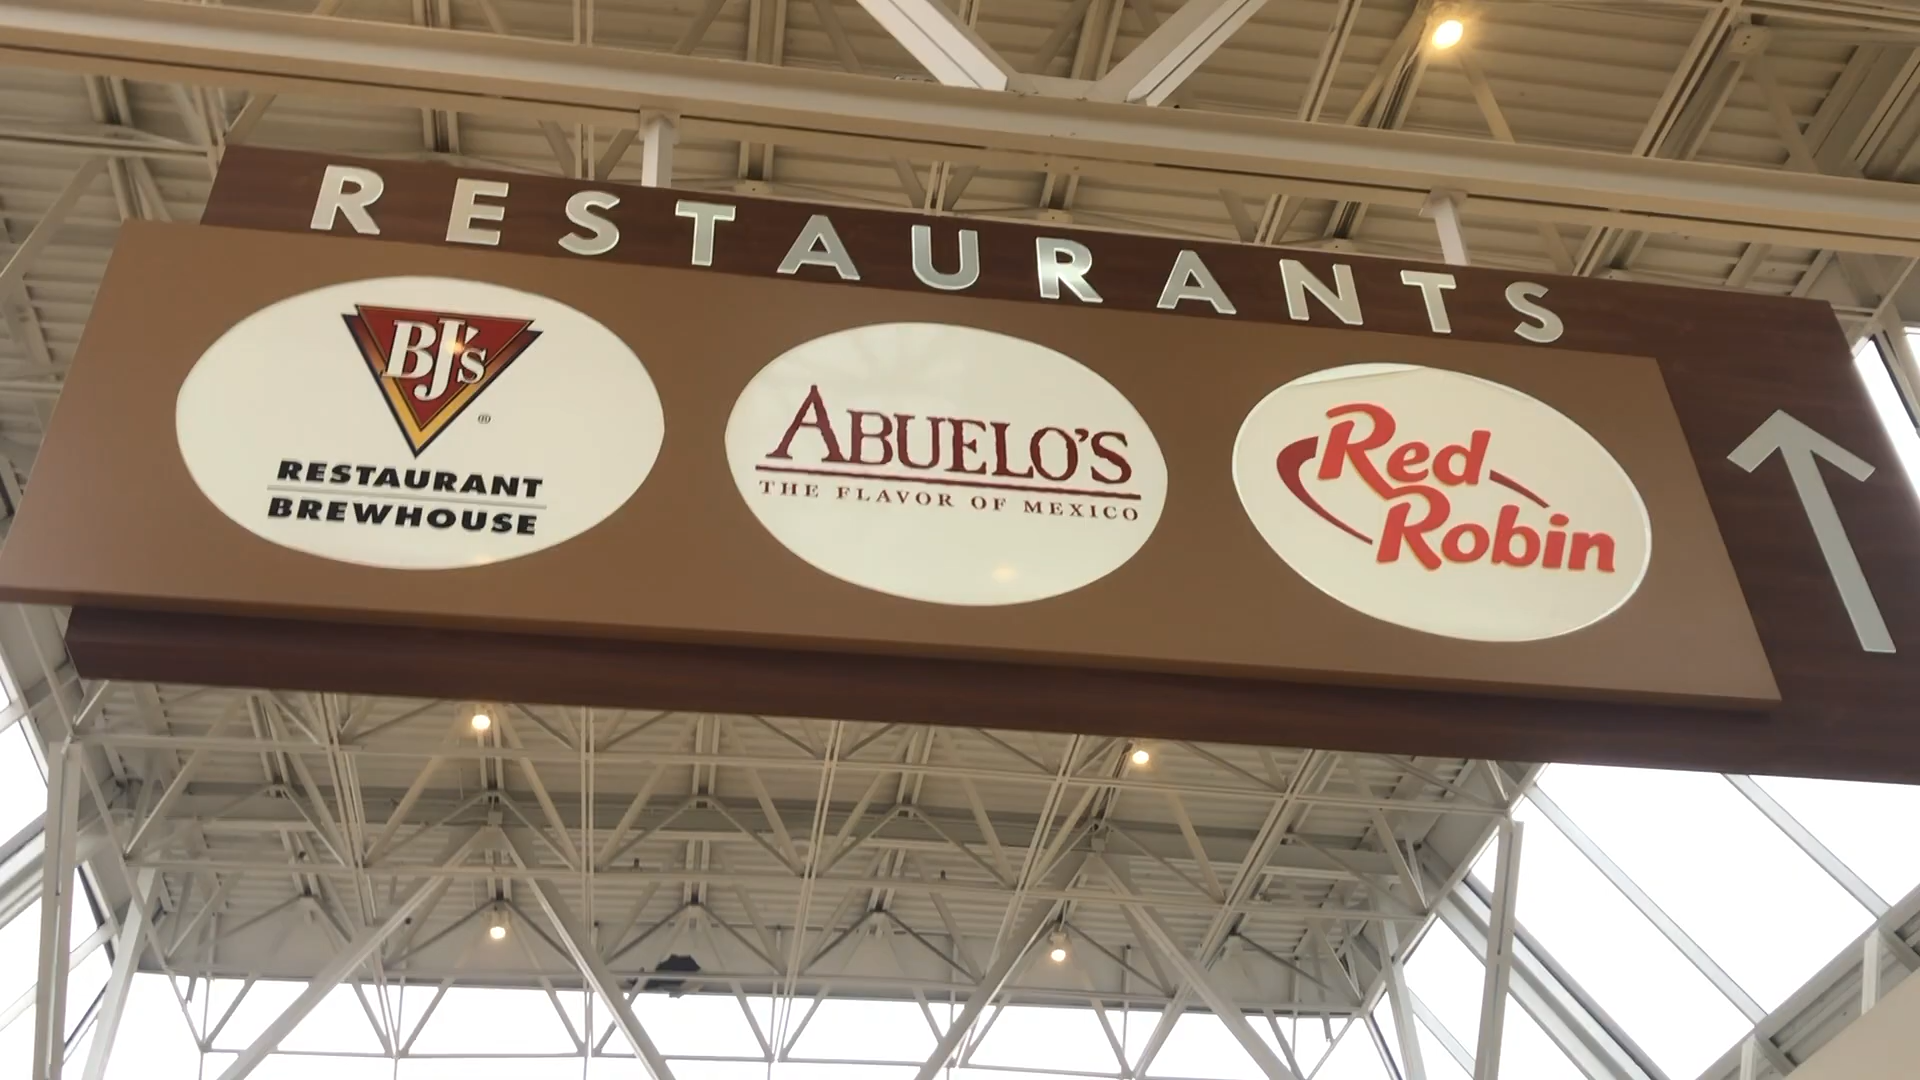 RESTAURANTS
BJ's
®
RESTAURANT
BREWHOUSE
ABUELO'S
THE FLAVOR OF MEXICO
Red
Robin